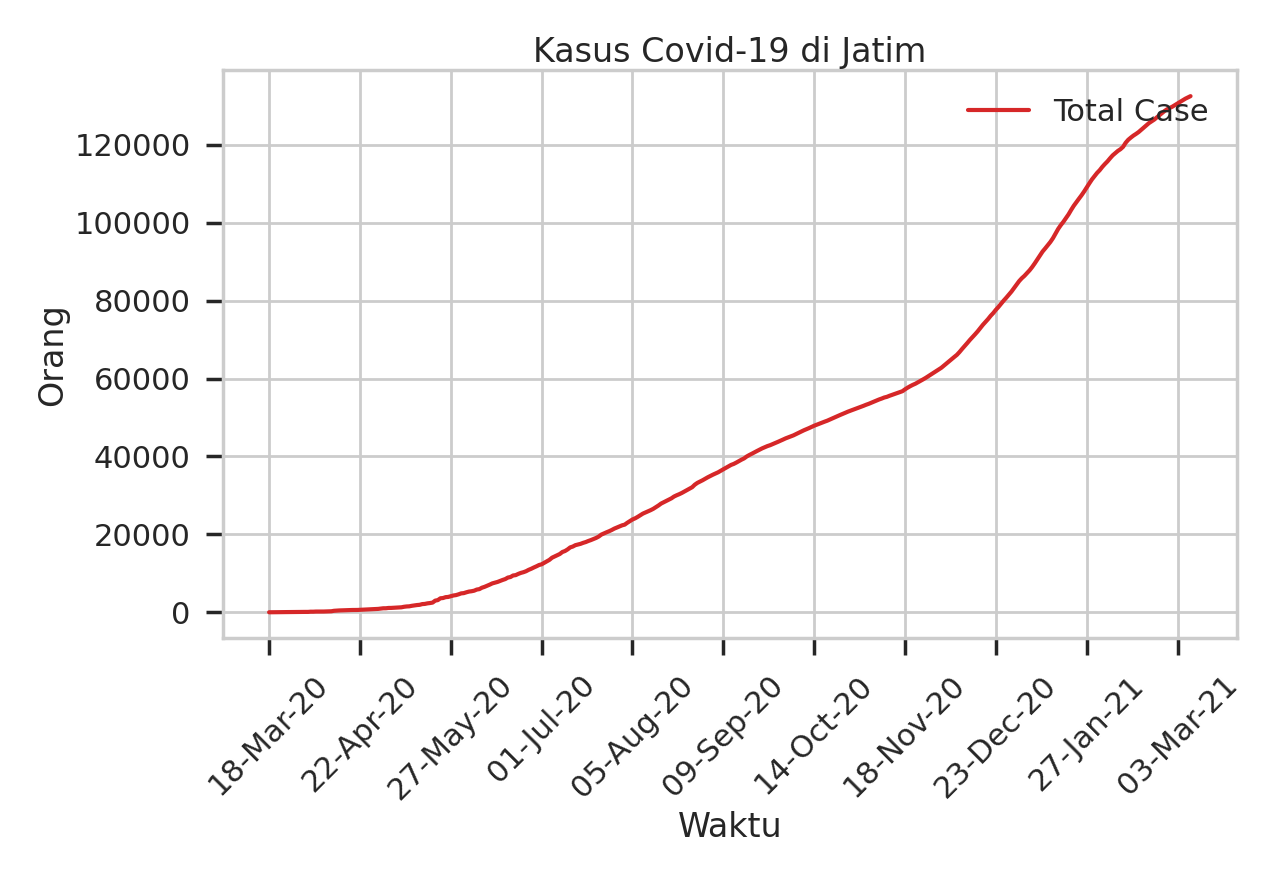 Kasus Covid-19 di Jatim
Total Case
120000
100000
80000
60000
40000
20000
0
Orang
18-Mar-20
22-Apr-20
27-May-20
01-Jul-20
05-Aug-20
09-Sep-20
14-Oct-20
18-Nov-20
23-Dec-20
27-Jan-21
03-Mar-21
Waktu